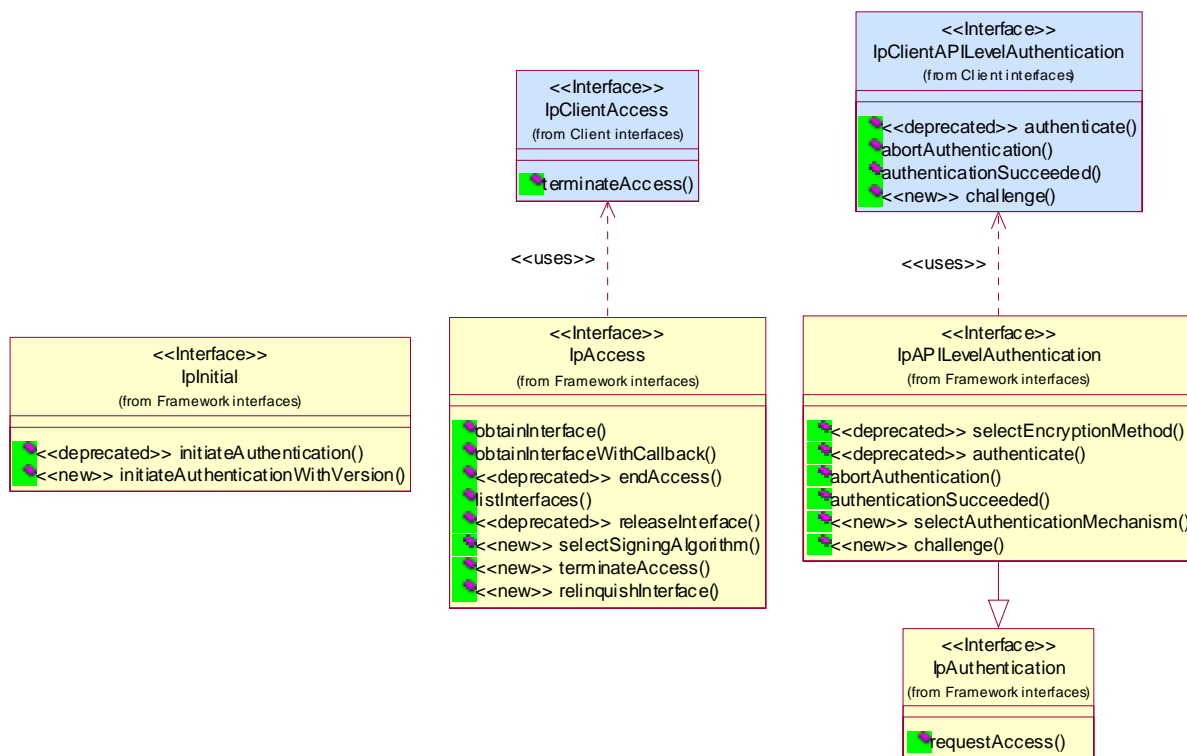 <<Interface>>
IpClientAPILevelAuthentication
(from Client interfaces)
<<deprecated>> authenticate()
abortAuthentication()
authenticationSucceeded()
<<new>> challenge()
<<Interface>>
IpClientAccess
(from Client interfaces)
terminateAccess()
<<uses>>
<<uses>>
<<Interface>>
IpInitial
(from Framework interfaces)
<<deprecated>> initiateAuthentication()
<<new>> initiateAuthenticationWithVersion()
<<Interface>>
IpAccess
(from Framework interfaces)
obtainInterface()
obtainInterfaceWithCallback()
<<deprecated>> endAccess()
listInterfaces()
<<deprecated>> releaseInterface()
<<new>> selectSigningAlgorithm()
<<new>> terminateAccess()
<<new>> relinquishInterface()
<<Interface>>
IpAPILevelAuthentication
(from Framework interfaces)
<<deprecated>> selectEncryptionMethod()
<<deprecated>> authenticate()
abortAuthentication()
authenticationSucceeded()
<<new>> selectAuthenticationMechanism()
<<new>> challenge()
<<Interface>>
IpAuthentication
(from Framework interfaces)
requestAccess()